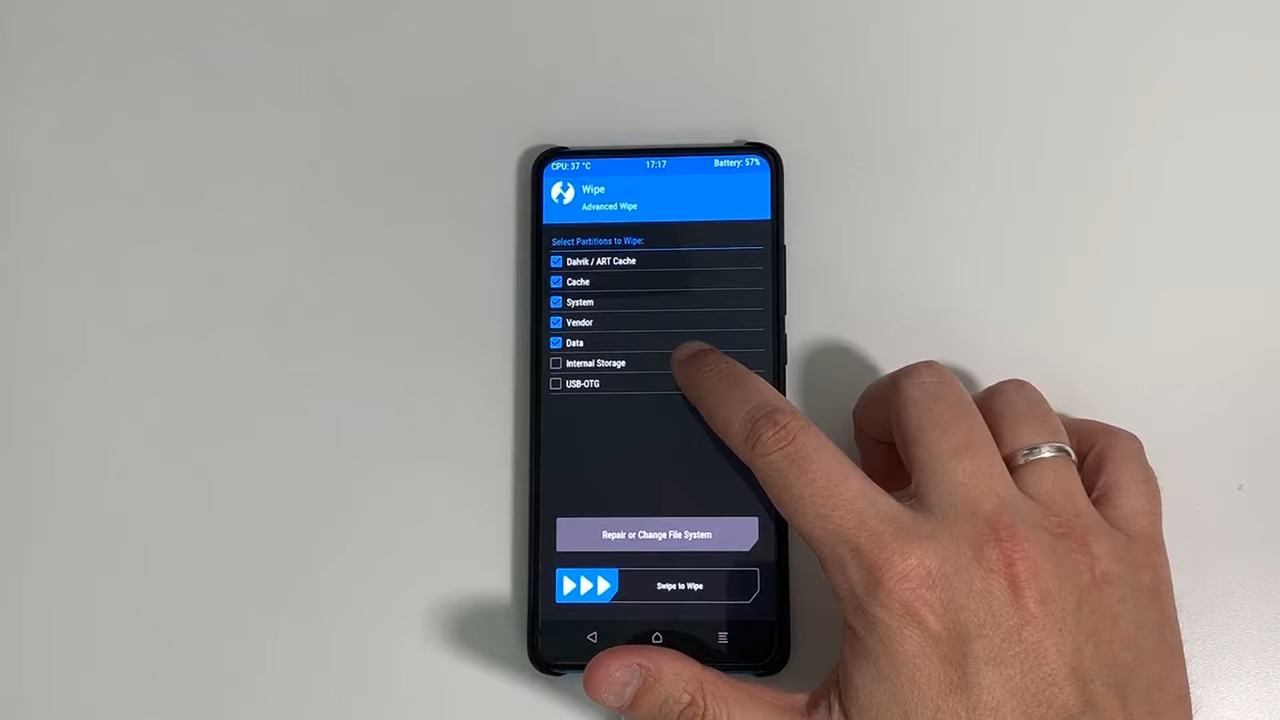 CPU: 37 °C 17:17 Battery: 57%
Wipe
Advanced Wipe
Select Partitions to Wipe:
Dalvik / ART Cache
Cache
System
Vendor
Data
Internal Storage
USB-OTG
Repair or Change File System
Swipe to Wipe